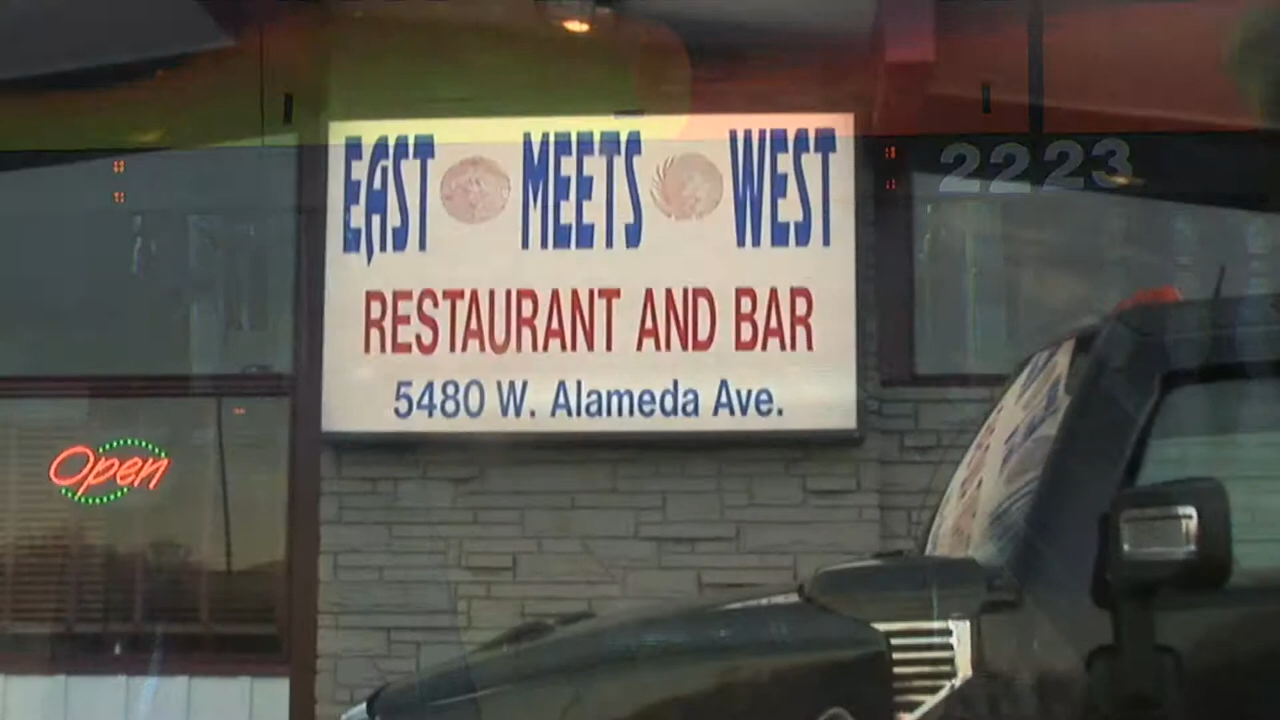 EAST MEETS WEST
2223
RESTAURANT AND BAR
5480 W. Alameda Ave.
Open